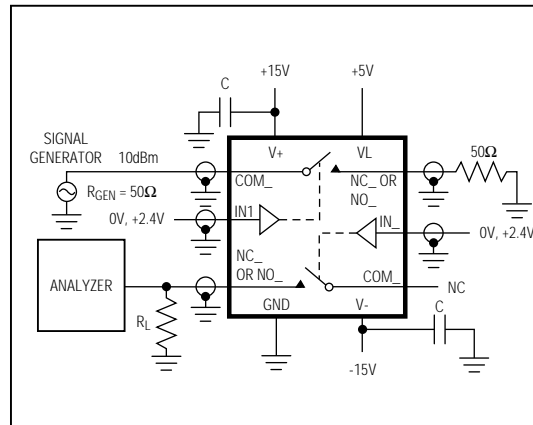 +15V
+5V
C
V+
VL
SIGNAL
GENERATOR
10dBm
50Ω
COM_
NC_ OR
NO_
RGEN = 50Ω
0V, +2.4V
IN1
IN_
0V, +2.4V
NC_
OR NO_
ANALYZER
COM_
NC
RL
GND
V-
C
-15V